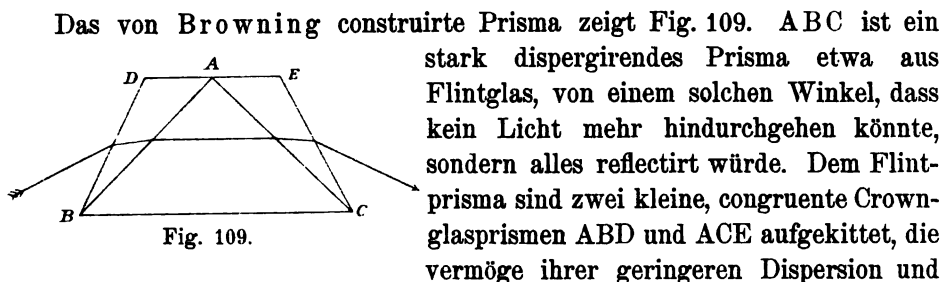 Das von Browning construirte Prisma zeigt Fig. 109. ABC ist ein
stark dispergirendes Prisma etwa aus
Flintglas, von einem solchen Winkel, dass
kein Licht mehr hindurchgehen könnte,
sondern alles reflectirt würde. Dem Flint-
prisma sind zwei kleine, congruente Crown-
glasprismen ABD und ACE aufgekittet, die
vermöge ihrer geringeren Dispersion und
D
A
E
B
C
Fig. 109.